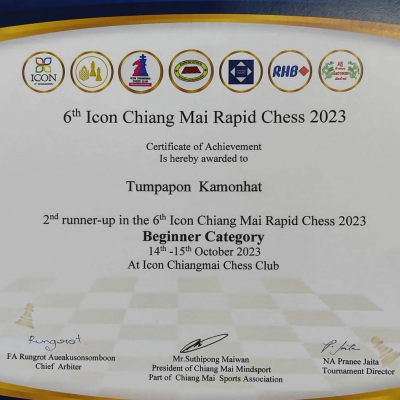 ICON
RHB
6th Icon Chiang Mai Rapid Chess 2023
Certificate of Achievement
Is hereby awarded to
Tumpapon Kamonhat
2nd runner-up in the 6th Icon Chiang Mai Rapid Chess 2023
Beginner Category
14th -15th October 2023
At Icon Chiangmai Chess Club
Rungrot
P. Jaita
FA Rungrot Aueakusonsomboon
Chief Arbiter
Mr.Suthipong Maiwan
President of Chiang Mai Mindsport
Part of Chiang Mai Sports Association
NA Pranee Jaita
Tournament Director